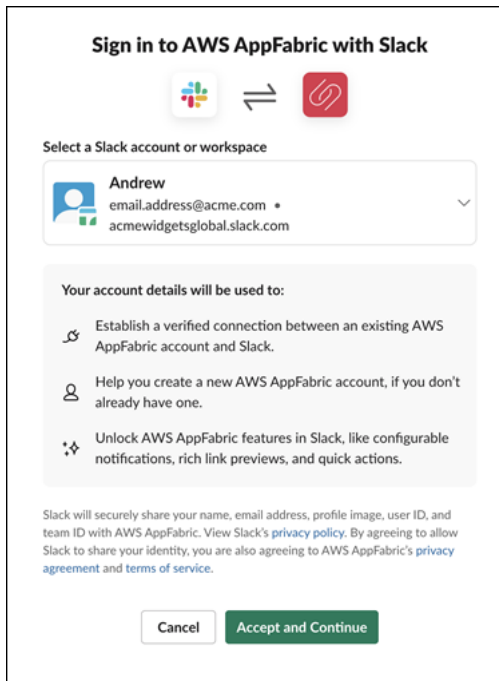 Sign in to AWS AppFabric with Slack
Select a Slack account or workspace
Andrew
email.address@acme.com •
acmewidgetsglobal.slack.com
Your account details will be used to:
Establish a verified connection between an existing AWS
AppFabric account and Slack.
Help you create a new AWS AppFabric account, if you don't
already have one.
Unlock AWS AppFabric features in Slack, like configurable
notifications, rich link previews, and quick actions.
Slack will securely share your name, email address, profile image, user ID, and
team ID with AWS AppFabric. View Slack's privacy policy. By agreeing to allow
Slack to share your identity, you are also agreeing to AWS AppFabric's privacy
agreement and terms of service.
Cancel
Accept and Continue